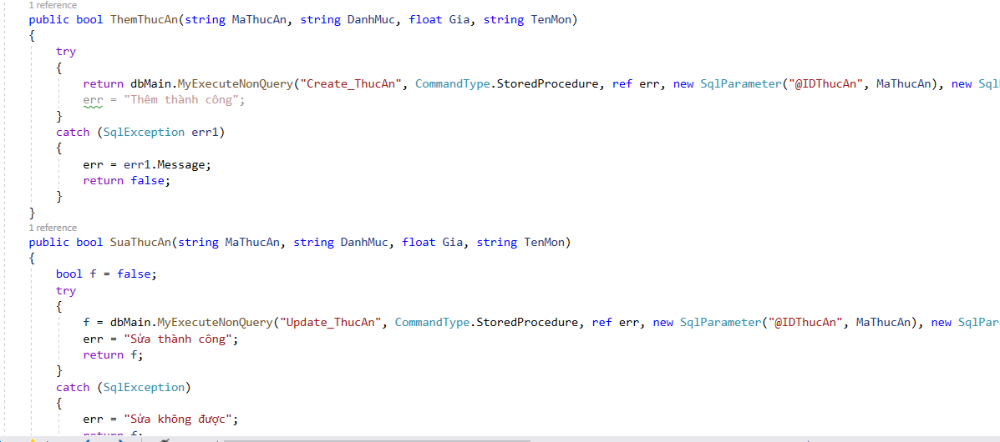 1 reference
public bool ThemThucAn(string MaThucAn, string DanhMuc, float Gia, string TenMon)
{
try
{
return dbMain.MyExecuteNonQuery("Create_ThucAn", CommandType.StoredProcedure, ref err, new SqlParameter("@IDThucAn", MaThucAn), new Sql
err = "Thêm thành công";
}
catch (SqlException err1)
{
err = err1.Message;
return false;
}
}
1 reference
public bool SuaThucAn(string MaThucAn, string DanhMuc, float Gia, string TenMon)
{
bool f = false;
try
{
f = dbMain.MyExecuteNonQuery("Update_ThucAn", CommandType.StoredProcedure, ref err, new SqlParameter("@IDThucAn", MaThucAn), new SqlPar
err = "Sửa thành công";
return f;
}
catch (SqlException)
{
err = "Sửa không được";
return f;